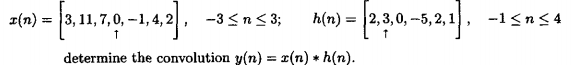 x(n) = [3, 11, 7, 0, −1, 4, 2], −3 ≤ n ≤ 3; h(n) = [2, 3, 0, −5, 2, 1], −1 ≤ n ≤ 4
↑ ↑
determine the convolution y(n) = x(n) ∗ h(n).